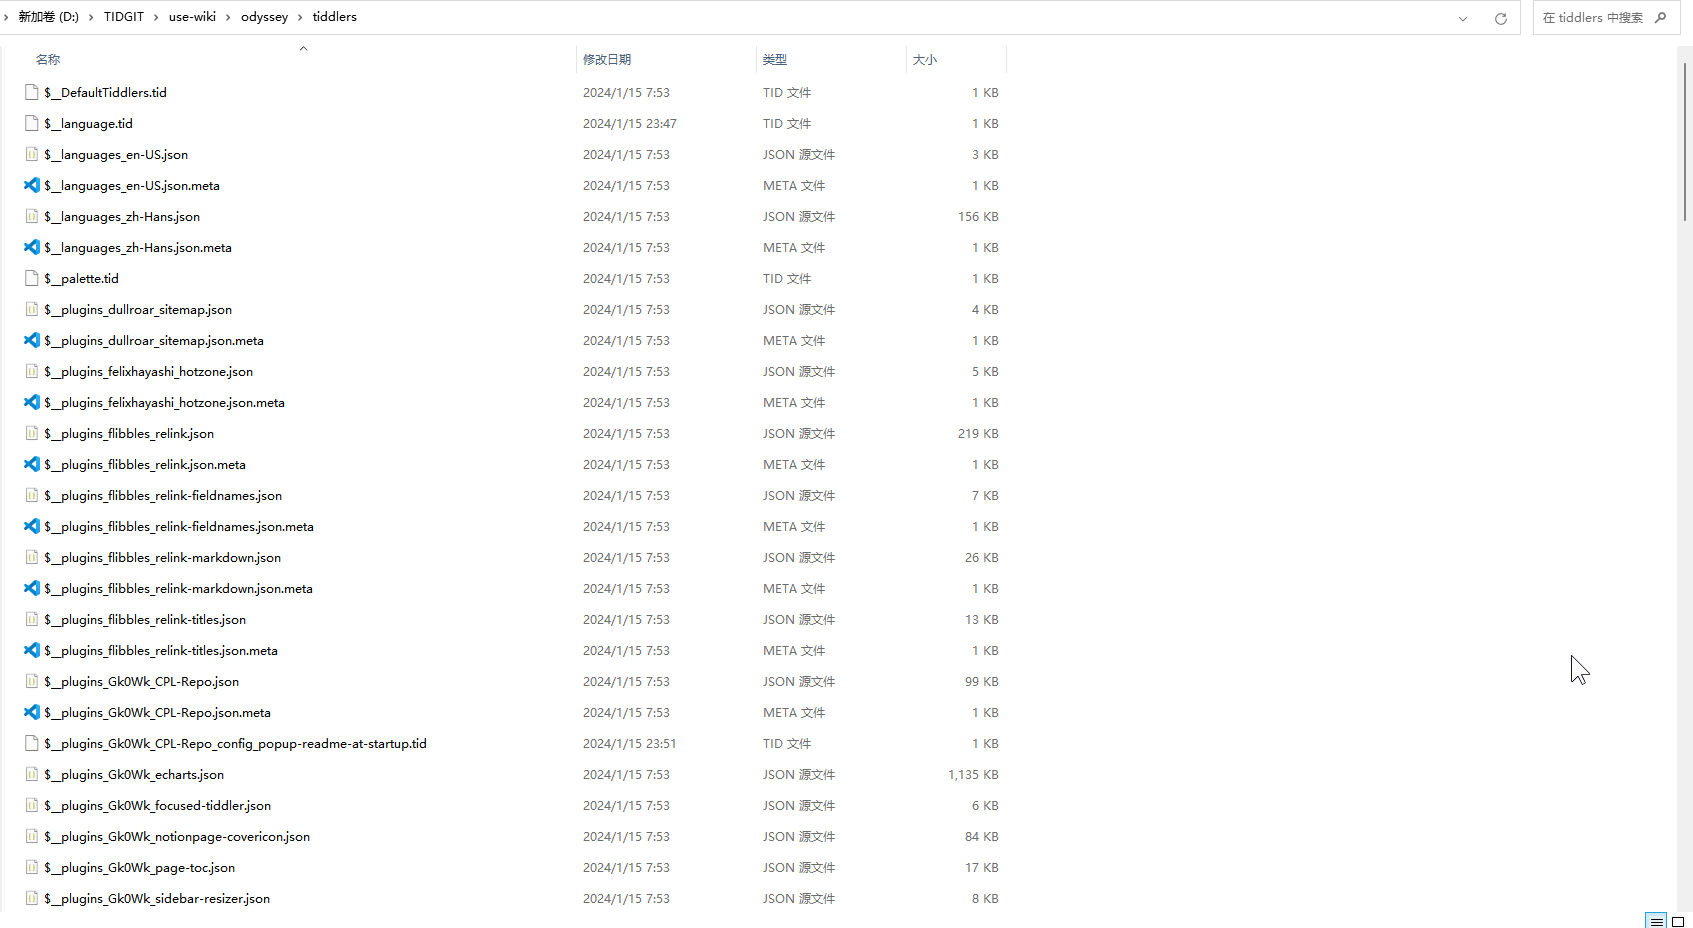 新加卷 (D:) › TIDGIT › use-wiki › odyssey › tiddlers 在 tiddlers 中搜索
名称 修改日期 类型 大小
$__DefaultTiddlers.tid 2024/1/15 7:53 TID 文件 1 KB
$__language.tid 2024/1/15 23:47 TID 文件 1 KB
$__languages_en-US.json 2024/1/15 7:53 JSON 源文件 3 KB
$__languages_en-US.json.meta 2024/1/15 7:53 META 文件 1 KB
$__languages_zh-Hans.json 2024/1/15 7:53 JSON 源文件 156 KB
$__languages_zh-Hans.json.meta 2024/1/15 7:53 META 文件 1 KB
$__palette.tid 2024/1/15 7:53 TID 文件 1 KB
$__plugins_dullroar_sitemap.json 2024/1/15 7:53 JSON 源文件 4 KB
$__plugins_dullroar_sitemap.json.meta 2024/1/15 7:53 META 文件 1 KB
$__plugins_felixhayashi_hotzone.json 2024/1/15 7:53 JSON 源文件 5 KB
$__plugins_felixhayashi_hotzone.json.meta 2024/1/15 7:53 META 文件 1 KB
$__plugins_flibbles_relink.json 2024/1/15 7:53 JSON 源文件 219 KB
$__plugins_flibbles_relink.json.meta 2024/1/15 7:53 META 文件 1 KB
$__plugins_flibbles_relink-fieldnames.json 2024/1/15 7:53 JSON 源文件 7 KB
$__plugins_flibbles_relink-fieldnames.json.meta 2024/1/15 7:53 META 文件 1 KB
$__plugins_flibbles_relink-markdown.json 2024/1/15 7:53 JSON 源文件 26 KB
$__plugins_flibbles_relink-markdown.json.meta 2024/1/15 7:53 META 文件 1 KB
$__plugins_flibbles_relink-titles.json 2024/1/15 7:53 JSON 源文件 13 KB
$__plugins_flibbles_relink-titles.json.meta 2024/1/15 7:53 META 文件 1 KB
$__plugins_Gk0Wk_CPL-Repo.json 2024/1/15 7:53 JSON 源文件 99 KB
$__plugins_Gk0Wk_CPL-Repo.json.meta 2024/1/15 7:53 META 文件 1 KB
$__plugins_Gk0Wk_CPL-Repo_config_popup-readme-at-startup.tid 2024/1/15 23:51 TID 文件 1 KB
$__plugins_Gk0Wk_echarts.json 2024/1/15 7:53 JSON 源文件 1,135 KB
$__plugins_Gk0Wk_focused-tiddler.json 2024/1/15 7:53 JSON 源文件 6 KB
$__plugins_Gk0Wk_notionpage-covericon.json 2024/1/15 7:53 JSON 源文件 84 KB
$__plugins_Gk0Wk_page-toc.json 2024/1/15 7:53 JSON 源文件 17 KB
$__plugins_Gk0Wk_sidebar-resizer.json 2024/1/15 7:53 JSON 源文件 8 KB